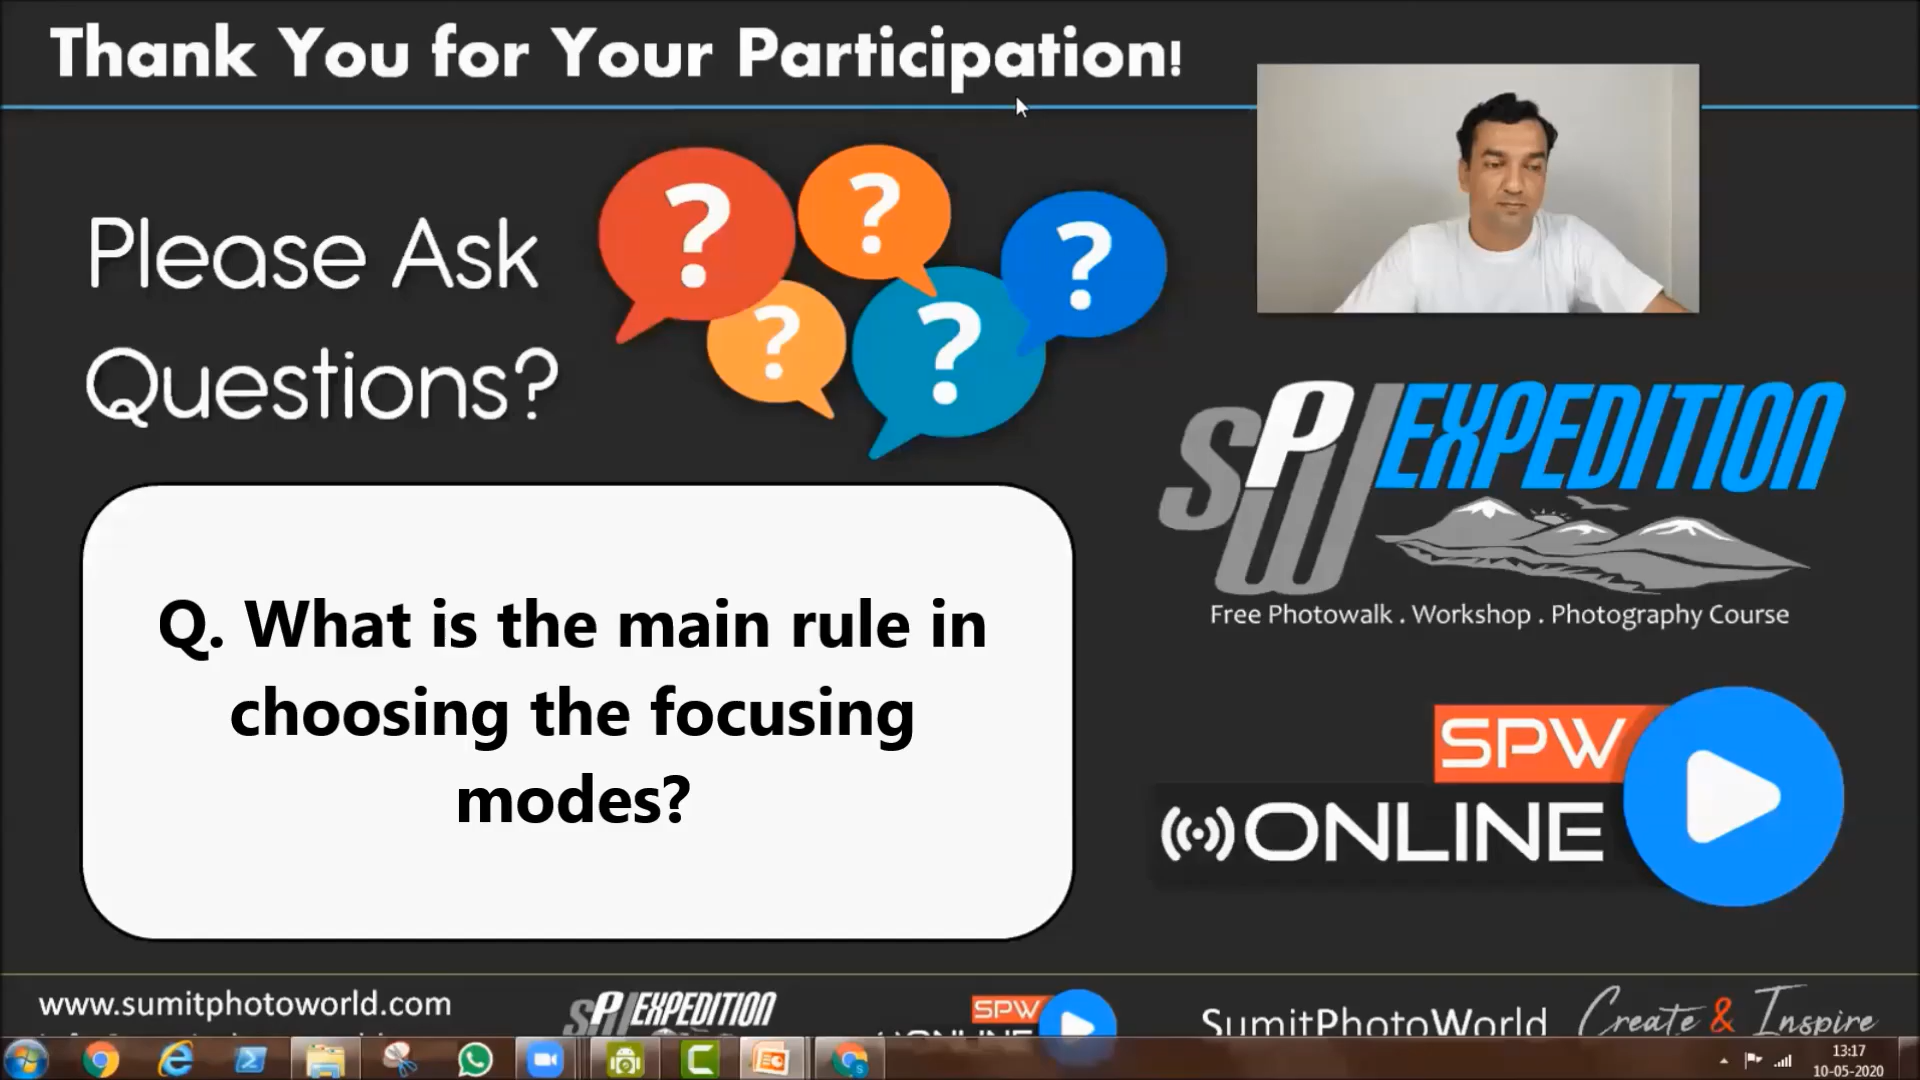 Thank You for Your Participation!
Please Ask
Questions?
? ? ? ? ?
Q. What is the main rule in
choosing the focusing
modes?
SPW EXPEDITION
Free Photowalk . Workshop . Photography Course
SPW
ONLINE
www.sumitphotoworld.com
SPW EXPEDITION
SPW
ONLINE
SumitPhotoWorld
Create & Inspire
13:17
10-05-2020